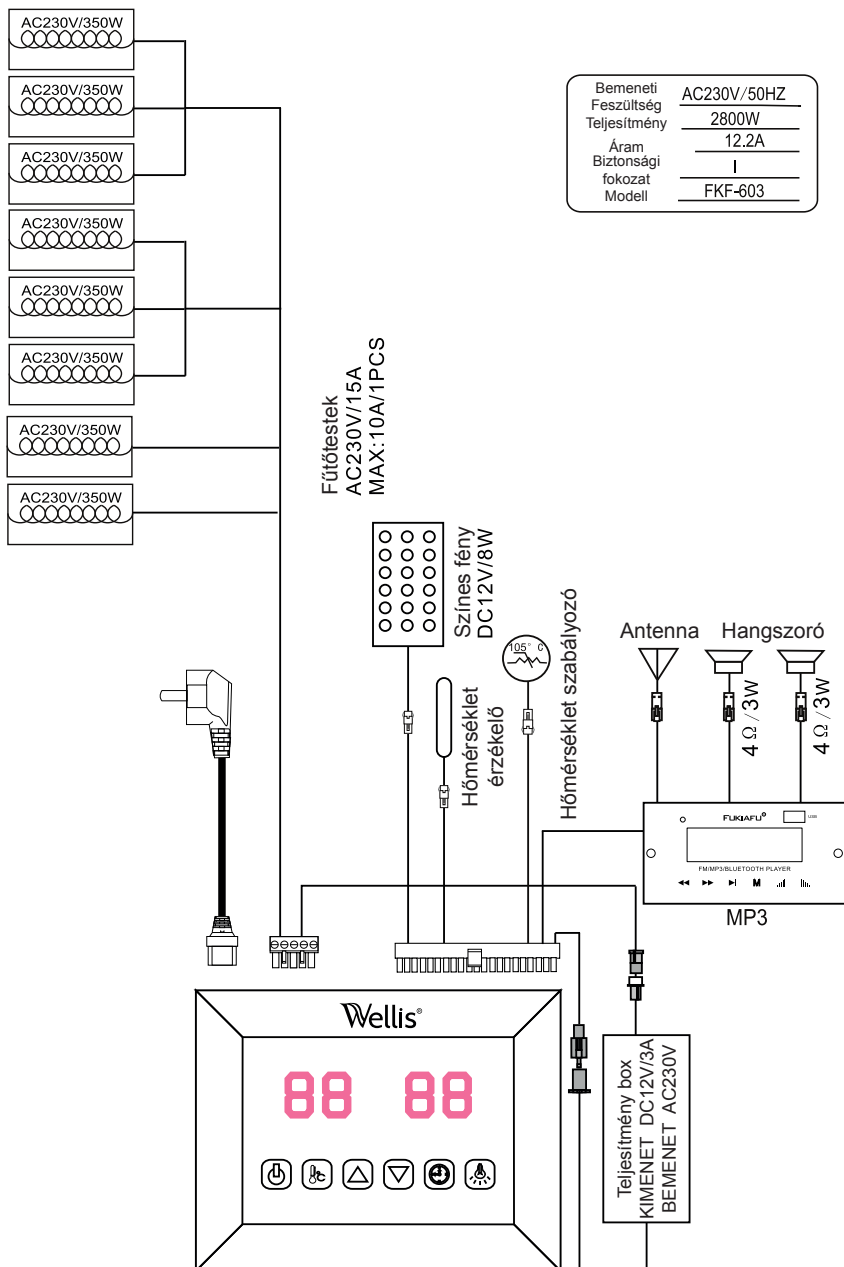 AC230V/350W
AC230V/350W
AC230V/350W
AC230V/350W
AC230V/350W
AC230V/350W
AC230V/350W
AC230V/350W
Bemeneti
Feszültség
AC230V/50HZ
Teljesítmény
2800W
Áram
12.2A
Biztonsági
fokozat
I
Modell
FKF-603
Fűtőtestek
AC230V/15A
MAX:10A/1PCS
Színes fény
DC12V/8W
Hőmérséklet
érzékelő
105° C
Hőmérséklet szabályozó
Antenna
Hangszoró
4Ω/3W
4Ω/3W
FUKIAFU®
USB
FM/MP3/BLUETOOTH PLAYER
M
MP3
Wellis®
88 88
°C
Teljesítmény box
KIMENET DC12V/3A
BEMENET AC230V